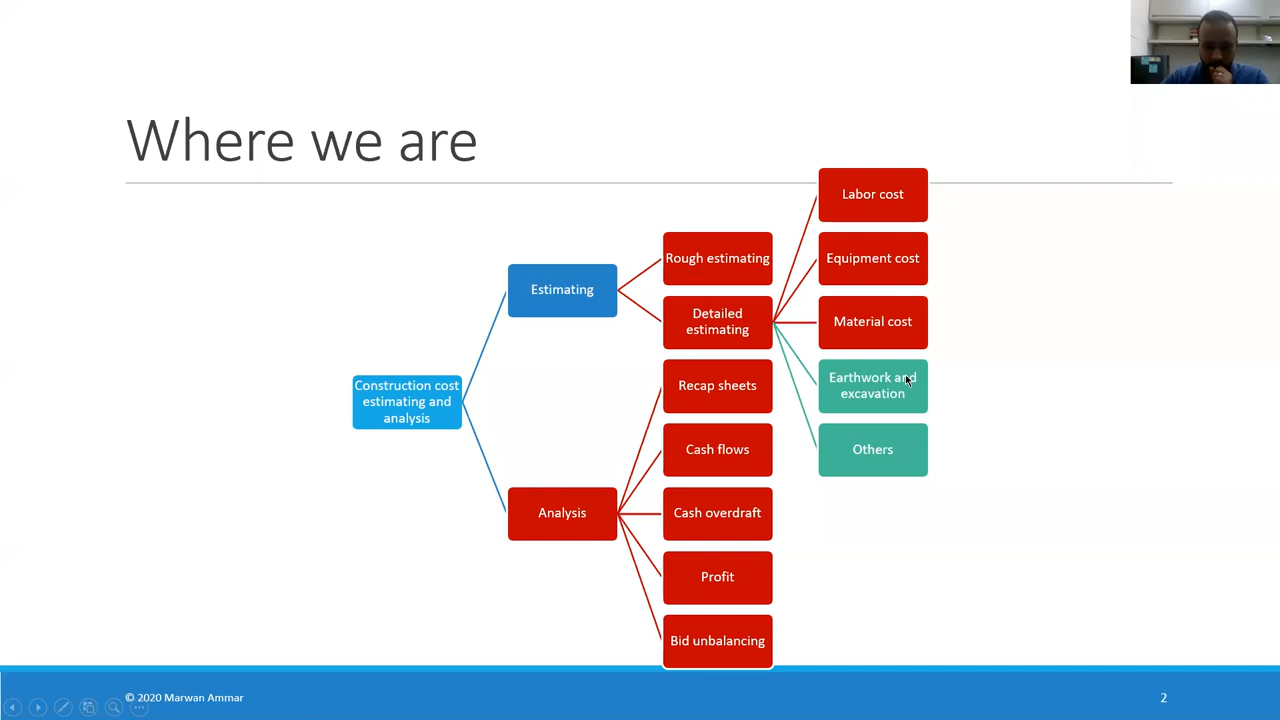 Where we are
Construction cost
estimating and
analysis
Estimating
Rough estimating
Detailed
estimating
Labor cost
Equipment cost
Material cost
Earthwork and
excavation
Others
Analysis
Recap sheets
Cash flows
Cash overdraft
Profit
Bid unbalancing
© 2020 Marwan Ammar
2